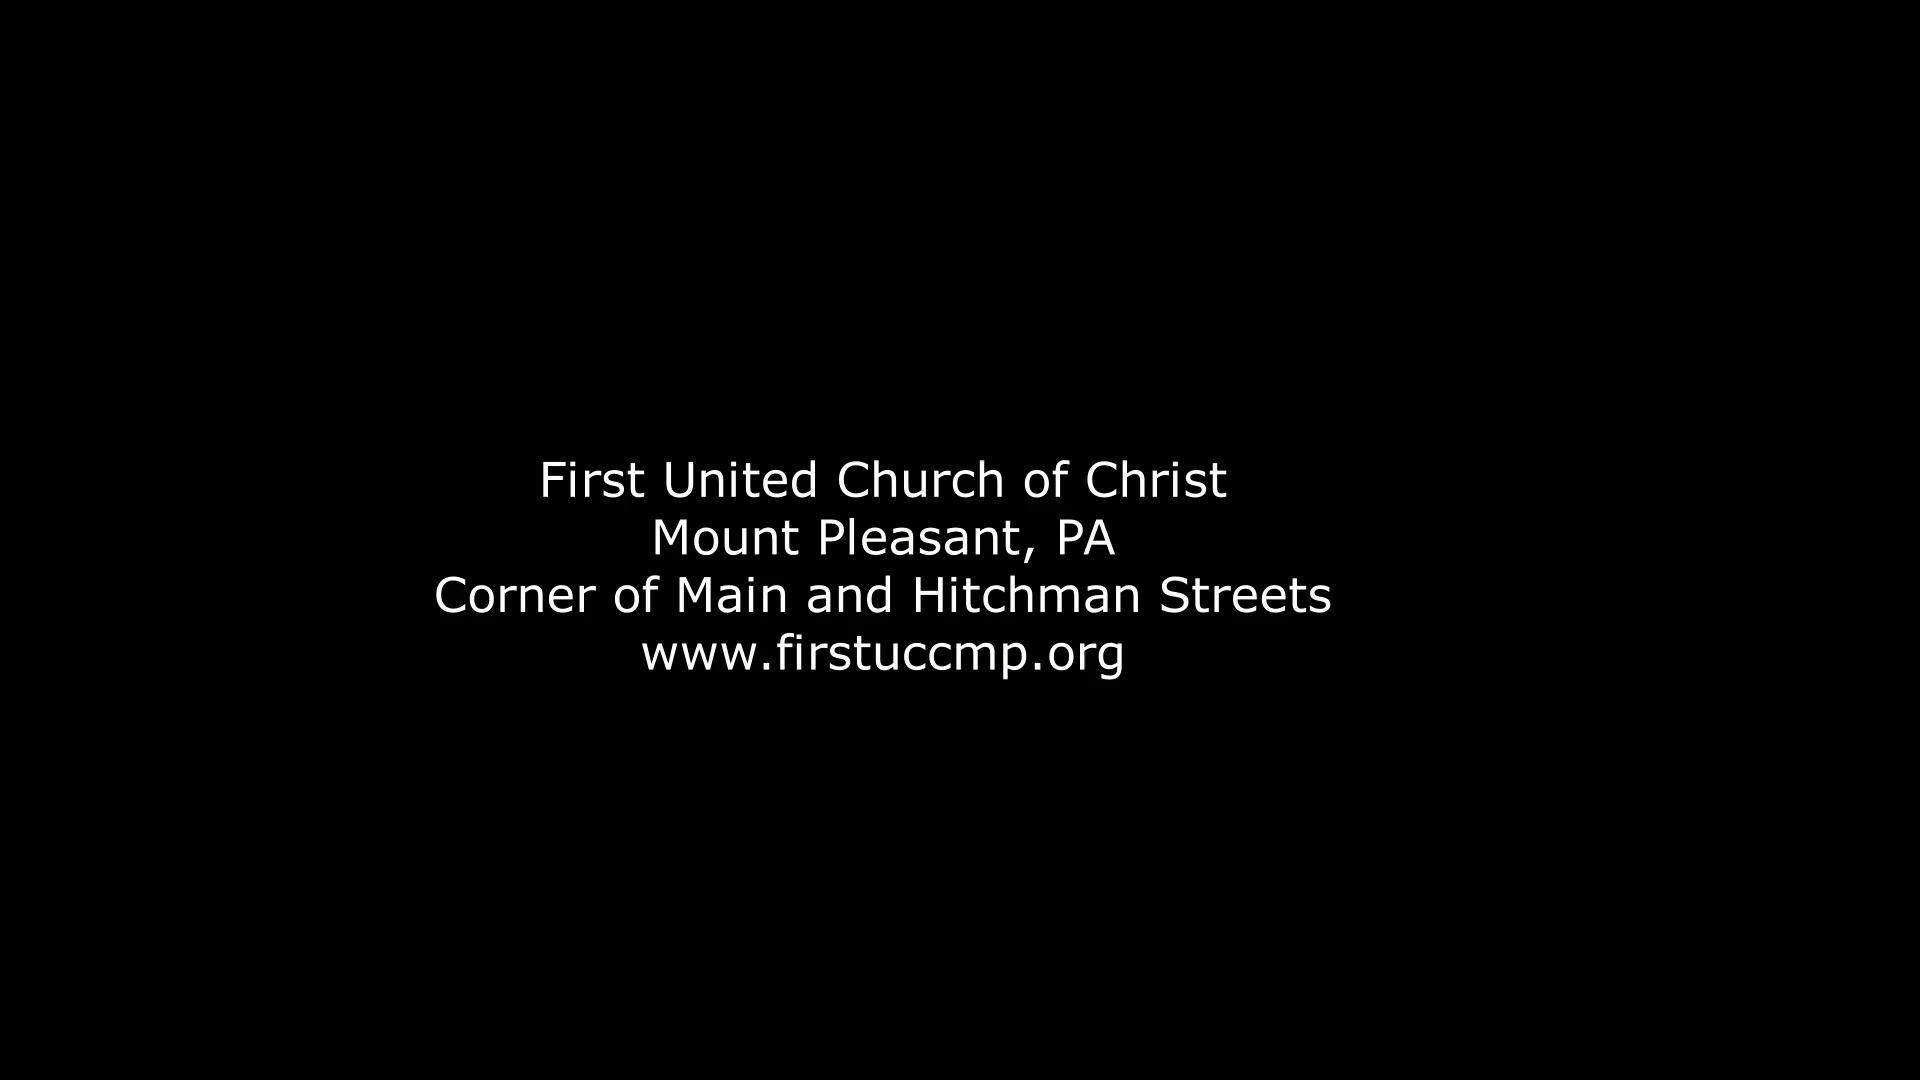 First United Church of Christ
Mount Pleasant, PA
Corner of Main and Hitchman Streets
www.firstuccmp.org